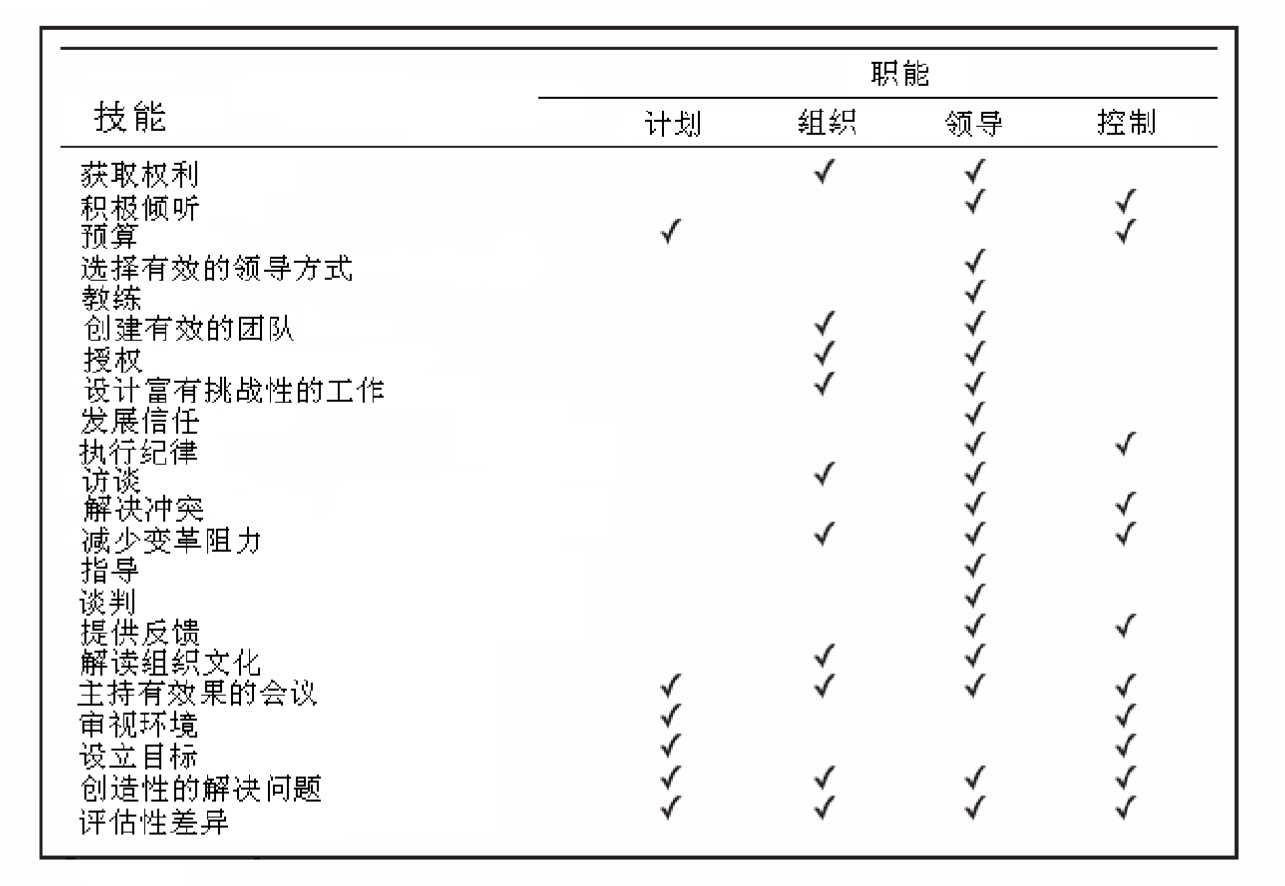 职能
技能 计划 组织 领导 控制
获取权利 ✓ ✓
积极倾听 ✓ ✓
预算 ✓ ✓
选择有效的领导方式 ✓
教练 ✓
创建有效的团队 ✓ ✓
授权 ✓ ✓
设计富有挑战性的工作 ✓ ✓
发展信任 ✓
执行纪律 ✓ ✓
访谈 ✓ ✓
解决冲突 ✓ ✓
减少变革阻力 ✓ ✓ ✓
指导 ✓
谈判 ✓
提供反馈 ✓ ✓
解读组织文化 ✓ ✓
主持有效果的会议 ✓ ✓ ✓ ✓
审视环境 ✓ ✓
设立目标 ✓ ✓
创造性的解决问题 ✓ ✓ ✓ ✓
评估性差异 ✓ ✓ ✓ ✓